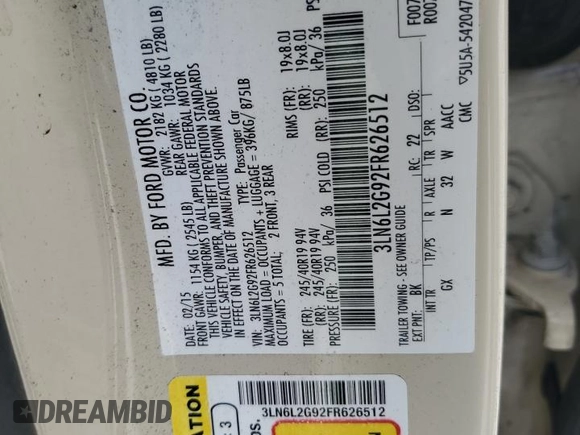 MFD. BY FORD MOTOR CO.
DATE: 02/15 GVWR: 2182 KG ( 4810 LB)
FRONT GAWR: 1154 KG ( 2545 LB) REAR GAWR: 1034 KG ( 2280 LB)
THIS VEHICLE CONFORMS TO ALL APPLICABLE FEDERAL MOTOR
VEHICLE SAFETY, BUMPER, AND THEFT PREVENTION STANDARDS
IN EFFECT ON THE DATE OF MANUFACTURE SHOWN ABOVE.
VIN: 3LN6L2G92FR626512 TYPE: Passenger Car
MAXIMUM LOAD = OCCUPANTS + LUGGAGE = 396KG/ 875LB
OCCUPANTS = 5 TOTAL; 2 FRONT, 3 REAR
TIRE (FR): 245/40R19 94V RIMS (FR): 19x8.0J
(RR): 245/40R19 94V (RR): 19x8.0J
PRESSURE (FR): 250 kPa/ 36 PSI COLD (RR): 250 kPa/ 36 PS
3LN6L2G92FR626512
TRAILER TOWING - SEE OWNER GUIDE
EXT PNT: BK RC: 22 DSO:
INT TR TP/PS R AXLE TR SPR
GX N 32 W AACC
CMC
▽5U5A-542047
3LN6L2G92FR626512
: 3
DREAMBID